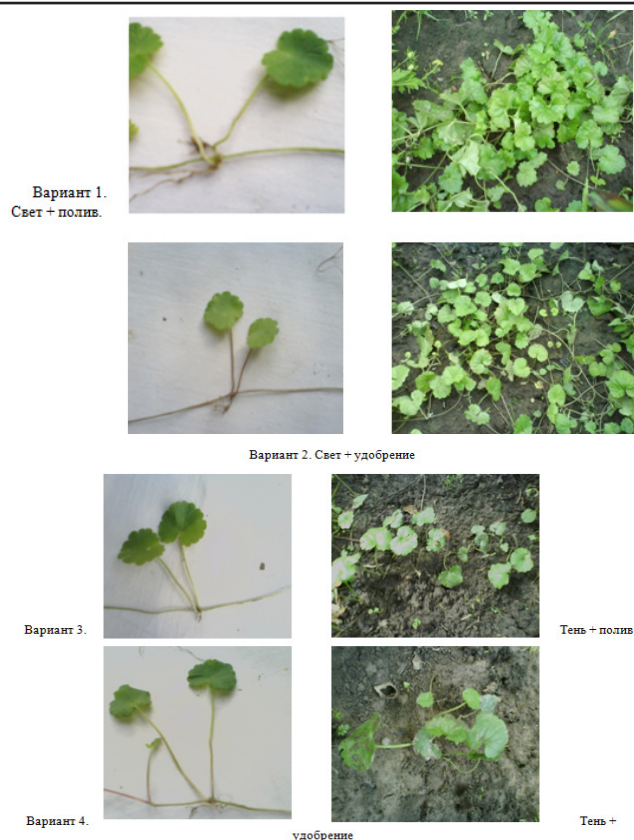 Вариант 1.
Свет + полив.
Вариант 2. Свет + удобрение
Вариант 3. Тень + полив
Вариант 4. Тень +
удобрение